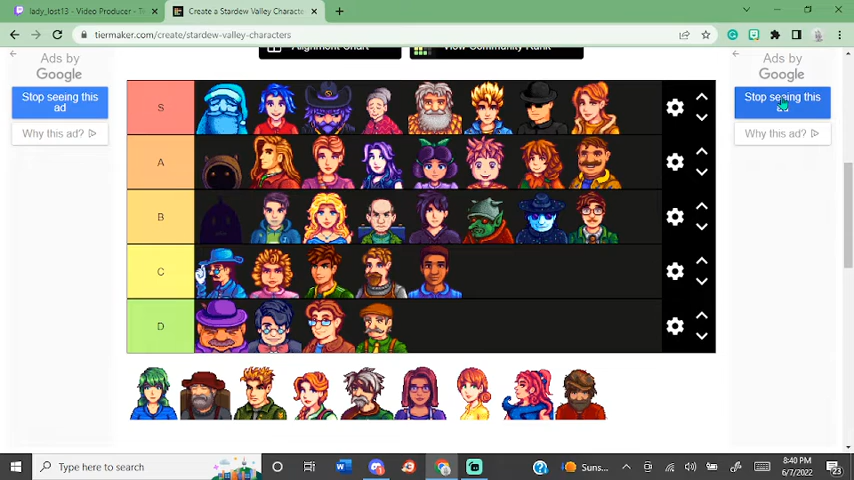 lady_lost13 - Video Producer - T
Create a Stardew Valley Characte
tiermaker.com/create/stardew-valley-characters
Alignment Chart
View Community Rank
Ads by
Google
Stop seeing this
ad
Why this ad?
S
A
B
C
D
Ads by
Google
Stop seeing this
Why this ad?
Type here to search
Suns...
8:40 PM
6/7/2022
23